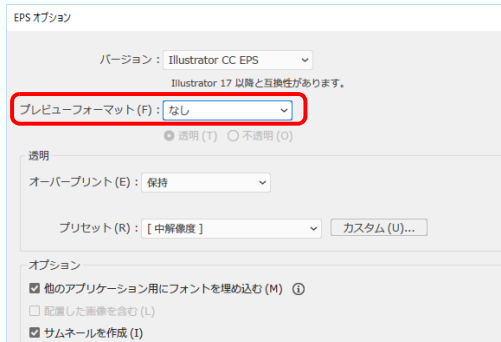 EPS オプション
バージョン： Illustrator CC EPS
Illustrator 17 以降と互換性があります。
プレビューフォーマット (F)： なし
透明 (T) 不透明 (O)
透明
オーバープリント (E)： 保持
プリセット (R)： [ 中解像度 ] カスタム (U)...
オプション
他のアプリケーション用にフォントを埋め込む (M)
配置した画像を含む (L)
サムネールを作成 (I)